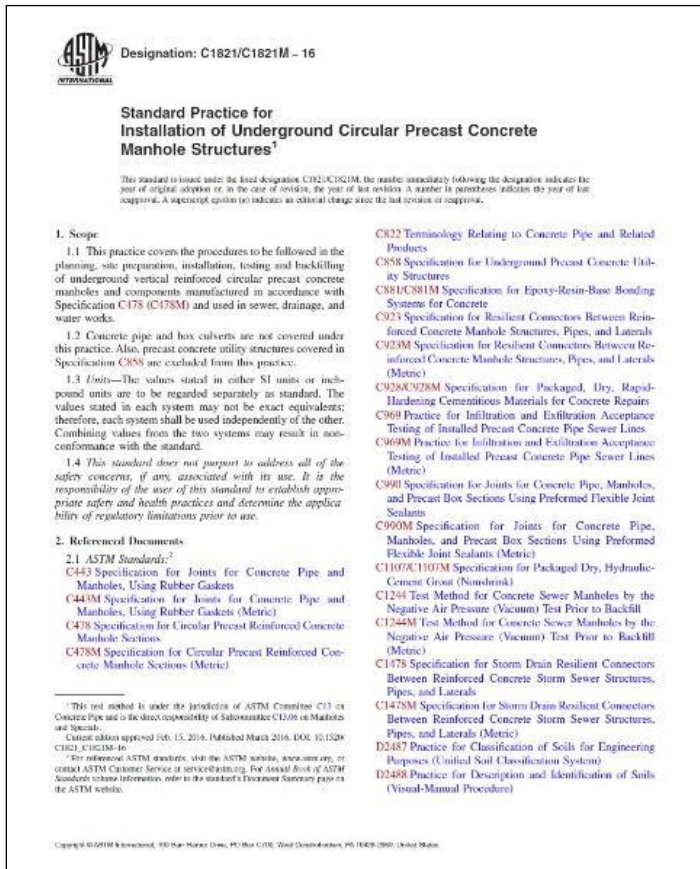 ASTM
INTERNATIONAL
Designation: C1821/C1821M – 16
Standard Practice for
Installation of Underground Circular Precast Concrete
Manhole Structures¹
This standard is issued under the fixed designation C1821/C1821M; the number immediately following the designation indicates the
year of original adoption or, in the case of revision, the year of last revision. A number in parentheses indicates the year of last
reapproval. A superscript epsilon (ε) indicates an editorial change since the last revision or reapproval.
1. Scope
1.1 This practice covers the procedures to be followed in the
planning, site preparation, installation, testing and backfilling
of underground vertical reinforced circular precast concrete
manholes and components manufactured in accordance with
Specification C478 (C478M) and used in sewer, drainage, and
water works.
1.2 Concrete pipe and box culverts are not covered under
this practice. Also, precast concrete utility structures covered in
Specification C858 are excluded from this practice.
1.3 Units—The values stated in either SI units or inch-
pound units are to be regarded separately as standard. The
values stated in each system may not be exact equivalents;
therefore, each system shall be used independently of the other.
Combining values from the two systems may result in non-
conformance with the standard.
1.4 This standard does not purport to address all of the
safety concerns, if any, associated with its use. It is the
responsibility of the user of this standard to establish appro-
priate safety and health practices and determine the applica-
bility of regulatory limitations prior to use.
2. Referenced Documents
2.1 ASTM Standards:²
C443 Specification for Joints for Concrete Pipe and
Manholes, Using Rubber Gaskets
C443M Specification for Joints for Concrete Pipe and
Manholes, Using Rubber Gaskets (Metric)
C478 Specification for Circular Precast Reinforced Concrete
Manhole Sections
C478M Specification for Circular Precast Reinforced Con-
crete Manhole Sections (Metric)
¹ This test method is under the jurisdiction of ASTM Committee C13 on
Concrete Pipe and is the direct responsibility of Subcommittee C13.06 on Manholes
and Specials.
Current edition approved Feb. 15, 2016. Published March 2016. DOI: 10.1520/
C1821_C1821M–16
² For referenced ASTM standards, visit the ASTM website, www.astm.org, or
contact ASTM Customer Service at service@astm.org. For Annual Book of ASTM
Standards volume information, refer to the standard's Document Summary page on
the ASTM website.
C822 Terminology Relating to Concrete Pipe and Related
Products
C858 Specification for Underground Precast Concrete Util-
ity Structures
C881/C881M Specification for Epoxy-Resin-Base Bonding
Systems for Concrete
C923 Specification for Resilient Connectors Between Rein-
forced Concrete Manhole Structures, Pipes, and Laterals
C923M Specification for Resilient Connectors Between Re-
inforced Concrete Manhole Structures, Pipes, and Laterals
(Metric)
C928/C928M Specification for Packaged, Dry, Rapid-
Hardening Cementitious Materials for Concrete Repairs
C969 Practice for Infiltration and Exfiltration Acceptance
Testing of Installed Precast Concrete Pipe Sewer Lines
C969M Practice for Infiltration and Exfiltration Acceptance
Testing of Installed Precast Concrete Pipe Sewer Lines
(Metric)
C990 Specification for Joints for Concrete Pipe, Manholes,
and Precast Box Sections Using Preformed Flexible Joint
Sealants
C990M Specification for Joints for Concrete Pipe,
Manholes, and Precast Box Sections Using Preformed
Flexible Joint Sealants (Metric)
C1107/C1107M Specification for Packaged Dry, Hydraulic-
Cement Grout (Nonshrink)
C1244 Test Method for Concrete Sewer Manholes by the
Negative Air Pressure (Vacuum) Test Prior to Backfill
C1244M Test Method for Concrete Sewer Manholes by the
Negative Air Pressure (Vacuum) Test Prior to Backfill
(Metric)
C1478 Specification for Storm Drain Resilient Connectors
Between Reinforced Concrete Storm Sewer Structures,
Pipes, and Laterals
C1478M Specification for Storm Drain Resilient Connectors
Between Reinforced Concrete Storm Sewer Structures,
Pipes, and Laterals (Metric)
D2487 Practice for Classification of Soils for Engineering
Purposes (Unified Soil Classification System)
D2488 Practice for Description and Identification of Soils
(Visual-Manual Procedure)
Copyright © ASTM International, 100 Barr Harbor Drive, PO Box C700, West Conshohocken, PA 19428-2959. United States